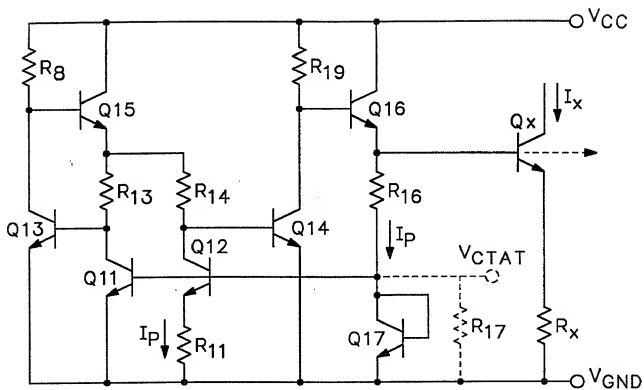 VCC
R8
R19
Q15
Q16
Qx
Ix
R13
R14
R16
Q13
Q14
Q12
Q11
IP
VCTAT
IP
R11
Q17
R17
Rx
VGND